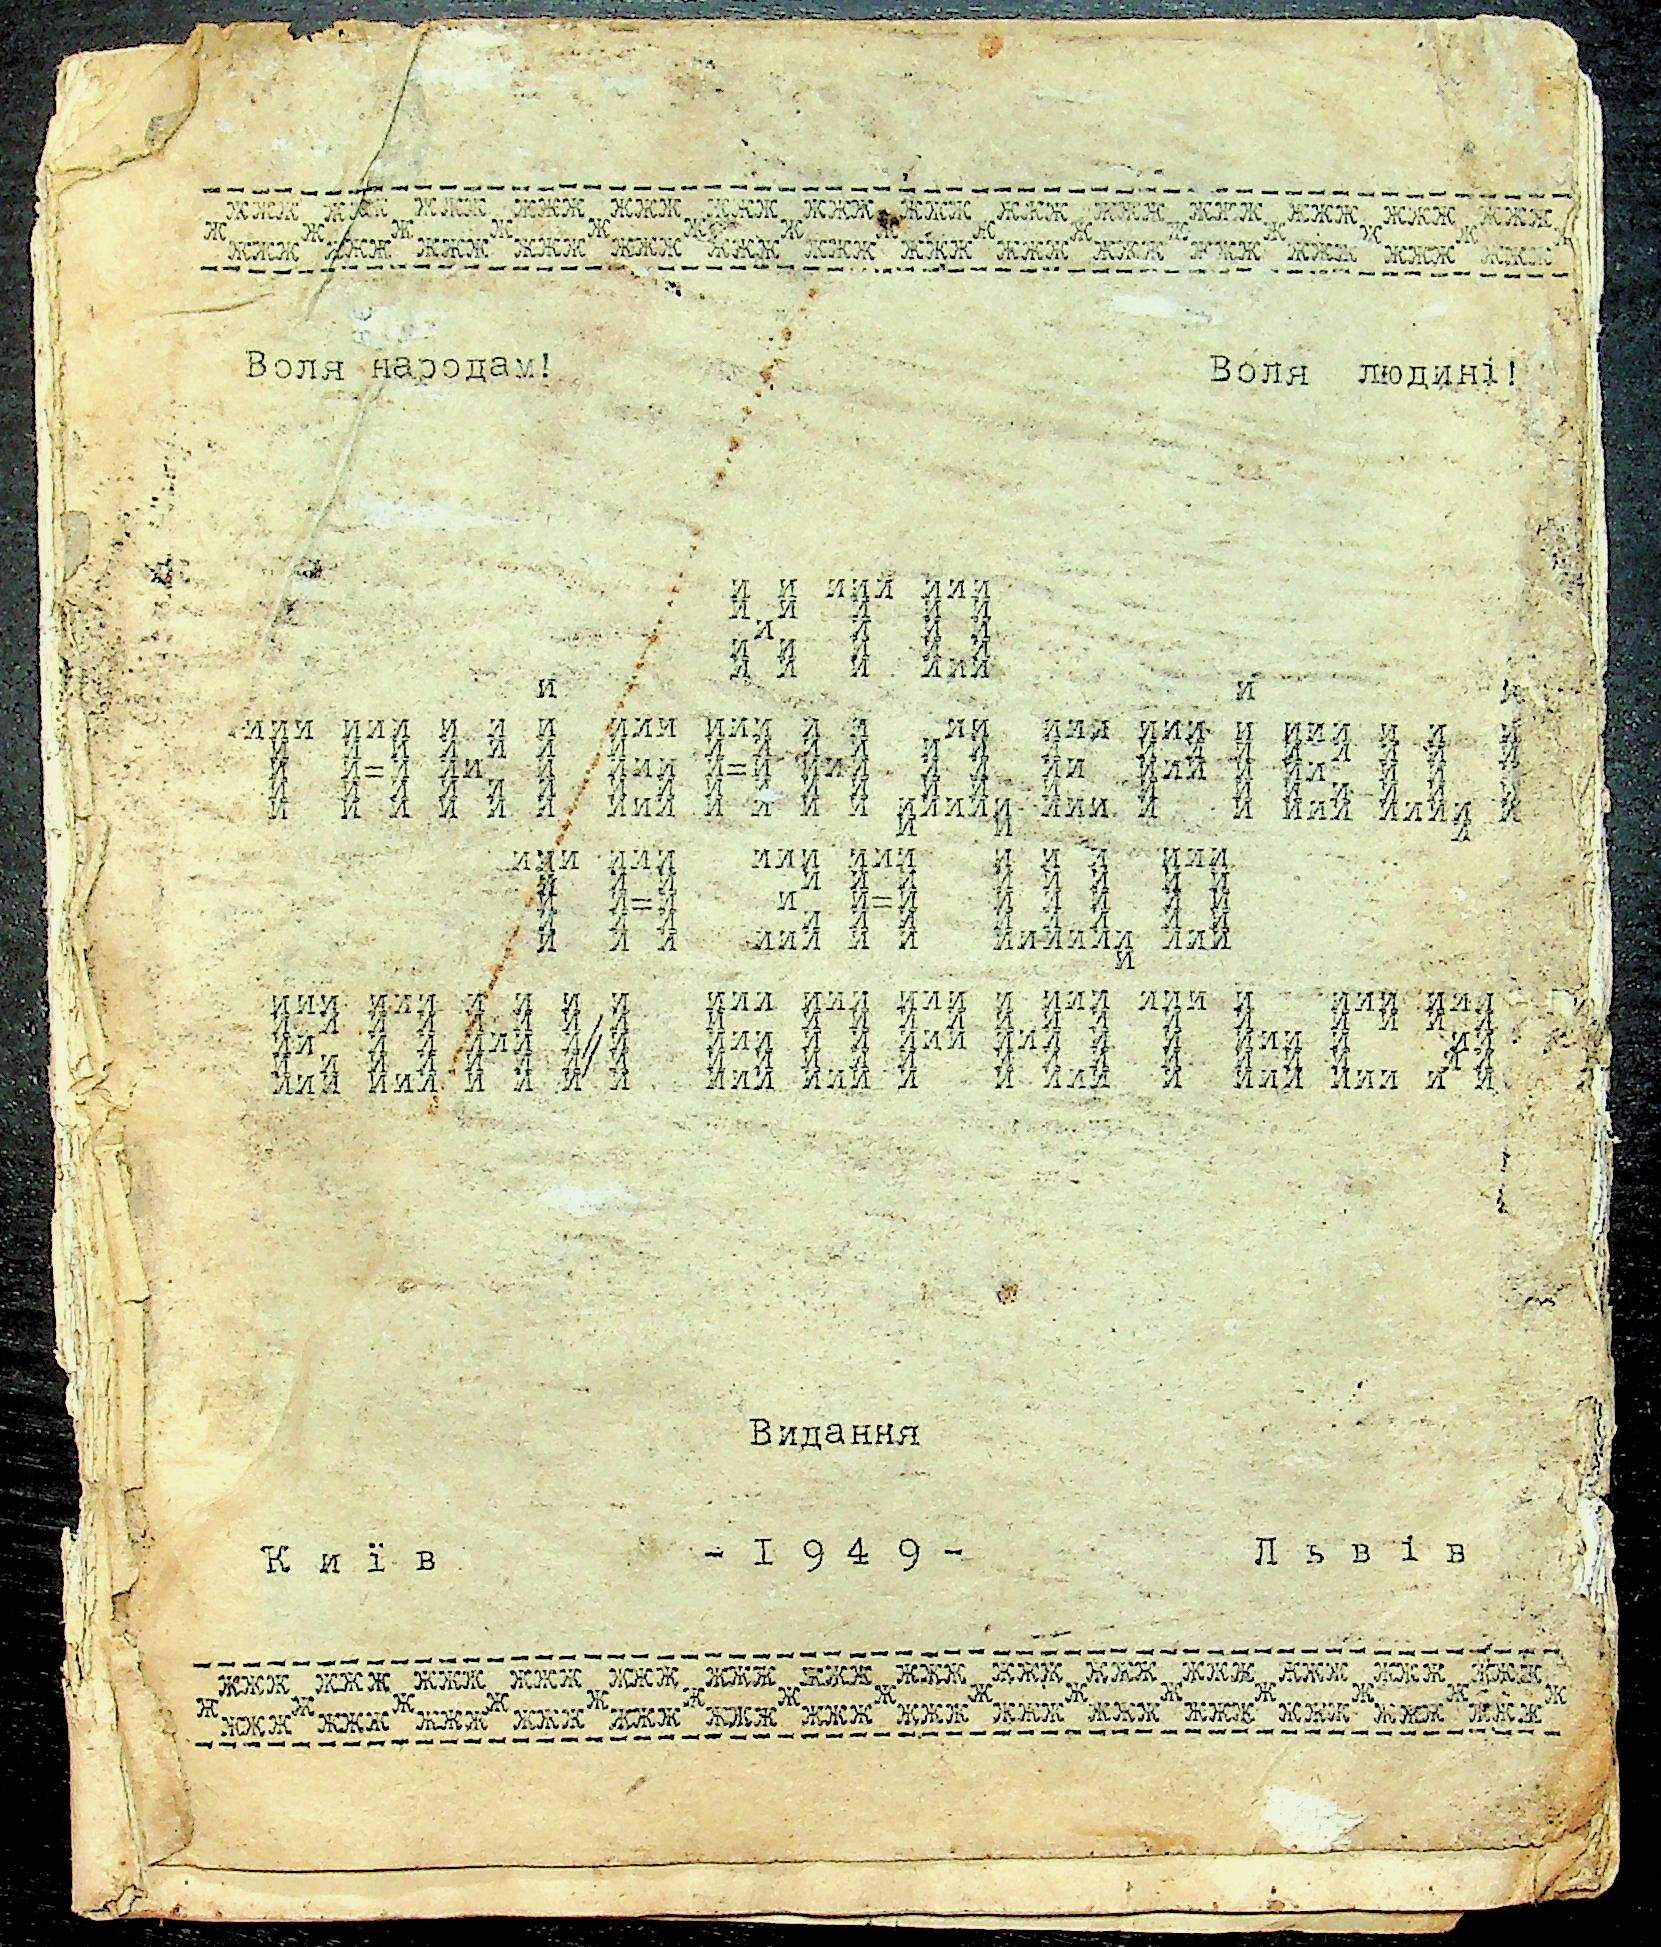 Воля народам! Воля людині!
ХТО
ТАКІ БАНДЕРІВЦІ
ТА ЗА ЩО
ВОНИ БОРЮТЬСЯ
Видання
Київ -1949- Львів